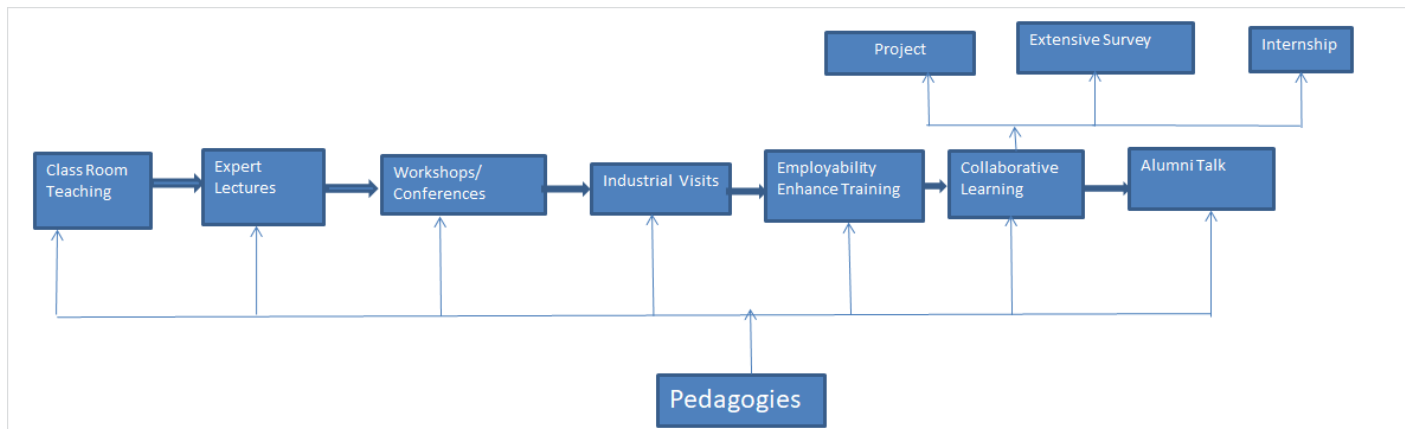 Project
Extensive Survey
Internship
Class Room
Teaching
Expert
Lectures
Workshops/
Conferences
Industrial Visits
Employability
Enhance Training
Collaborative
Learning
Alumni Talk
Pedagogies